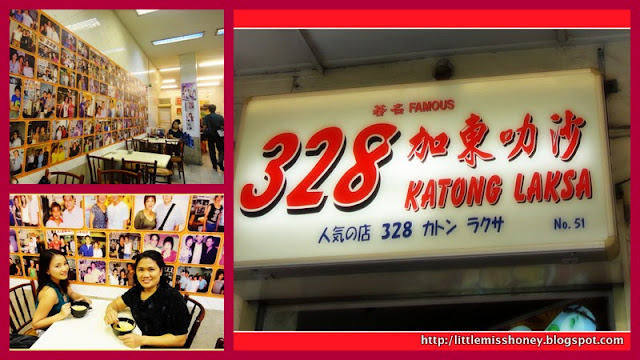 著名 FAMOUS
328 加東叻沙
KATONG LAKSA
人気の店 328 カトン ラクサ
No. 51
http://littlemisshoney.blogspot.com/